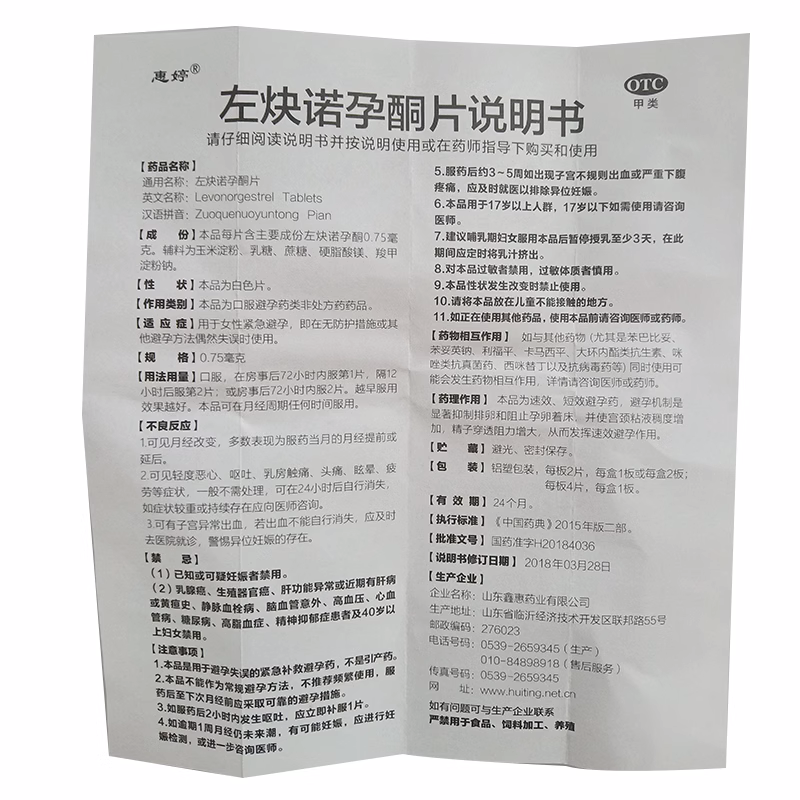 惠婷®
OTC
甲类
左炔诺孕酮片说明书
请仔细阅读说明书并按说明使用或在药师指导下购买和使用
【药品名称】
通用名称：左炔诺孕酮片
英文名称：Levonorgestrel Tablets
汉语拼音：Zuoquenuoyuntong Pian
【成 份】本品每片含主要成份左炔诺孕酮0.75毫
克。辅料为玉米淀粉、乳糖、蔗糖、硬脂酸镁、羧甲
淀粉钠。
【性 状】本品为白色片。
【作用类别】本品为口服避孕药类非处方药药品。
【适 应 症】用于女性紧急避孕，即在无防护措施或其
他避孕方法偶然失误时使用。
【规 格】0.75毫克
【用法用量】口服，在房事后72小时内服第1片，隔12
小时后服第2片；或房事后72小时内服2片。越早服用
效果越好。本品可在月经周期任何时间服用。
【不良反应】
1.可见月经改变，多数表现为服药当月的月经提前或
延后。
2.可见轻度恶心、呕吐、乳房触痛、头痛、眩晕、疲
劳等症状，一般不需处理，可在24小时后自行消失，
如症状较重或持续存在应向医师咨询。
3.可有子宫异常出血，若出血不能自行消失，应及时
去医院就诊，警惕异位妊娠的存在。
【禁 忌】
（1）已知或可疑妊娠者禁用。
（2）乳腺癌、生殖器官癌、肝功能异常或近期有肝病
或黄疸史、静脉血栓病、脑血管意外、高血压、心血
管病、糖尿病、高脂血症、精神抑郁症患者及40岁以
上妇女禁用。
【注意事项】
1.本品是用于避孕失误的紧急补救避孕药，不是引产药。
2.本品不能作为常规避孕方法，不推荐频繁使用，服
药后至下次月经前应采取可靠的避孕措施。
3.如服药后2小时内发生呕吐，应立即补服1片。
4.如逾期1周月经仍未来潮，有可能妊娠，应进行妊
娠检测，或进一步咨询医师。
5.服药后约3～5周如出现子宫不规则出血或严重下腹
疼痛，应及时就医以排除异位妊娠。
6.本品用于17岁以上人群，17岁以下如需使用请咨询
医师。
7.建议哺乳期妇女服用本品后暂停授乳至少3天，在此
期间应定时将乳汁挤出。
8.对本品过敏者禁用，过敏体质者慎用。
9.本品性状发生改变时禁止使用。
10.请将本品放在儿童不能接触的地方。
11.如正在使用其他药品，使用本品前请咨询医师或药师。
【药物相互作用】 如与其他药物（尤其是苯巴比妥、
苯妥英钠、利福平、卡马西平、大环内酯类抗生素、咪
唑类抗真菌药、西咪替丁以及抗病毒药等）同时使用可
能会发生药物相互作用，详情请咨询医师或药师。
【药理作用】 本品为速效、短效避孕药，避孕机制是
显著抑制排卵和阻止孕卵着床，并使宫颈粘液稠度增
加，精子穿透阻力增大，从而发挥速效避孕作用。
【贮 藏】避光、密封保存。
【包 装】铝塑包装，每板2片，每盒1板或每盒2板；
每板4片，每盒1板。
【有 效 期】24个月。
【执行标准】《中国药典》2015年版二部。
【批准文号】国药准字H20184036
【说明书修订日期】 2018年03月28日
【生产企业】
企业名称：山东鑫惠药业有限公司
生产地址：山东省临沂经济技术开发区联邦路55号
邮政编码：276023
电话号码：0539-2659345（生产）
010-84898918（售后服务）
传真号码：0539-2659345
网 址：www.huiting.net.cn
如有问题可与生产企业联系
严禁用于食品、饲料加工、养殖